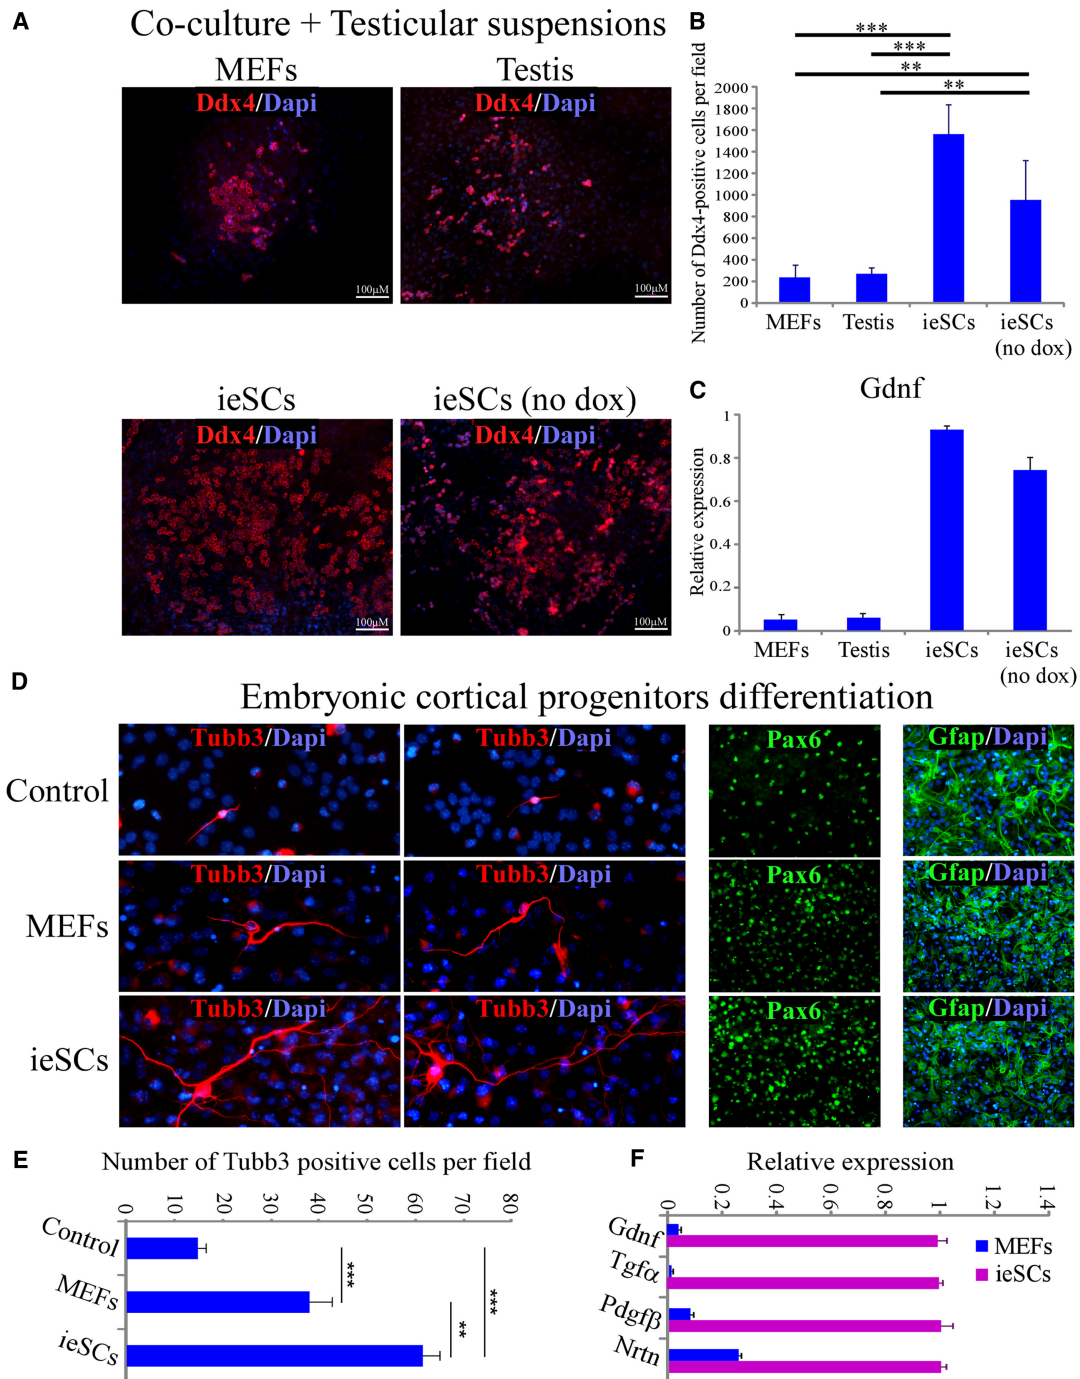 A
Co-culture + Testicular suspensions
MEFs
Testis
Ddx4/Dapi
Ddx4/Dapi
100µM
100µM
ieSCs
ieSCs (no dox)
Ddx4/Dapi
Ddx4/Dapi
100µM
100µM
B
***
***
**
**
Number of Ddx4-positive cells per field
2000
1800
1600
1400
1200
1000
800
600
400
200
0
MEFs
Testis
ieSCs
ieSCs
(no dox)
C
Gdnf
Relative expression
1
0.8
0.6
0.4
0.2
0
MEFs
Testis
ieSCs
ieSCs
(no dox)
D
Embryonic cortical progenitors differentiation
Control
Tubb3/Dapi
Tubb3/Dapi
Pax6
Gfap/Dapi
MEFs
Tubb3/Dapi
Tubb3/Dapi
Pax6
Gfap/Dapi
ieSCs
Tubb3/Dapi
Tubb3/Dapi
Pax6
Gfap/Dapi
E
Number of Tubb3 positive cells per field
0 10 20 30 40 50 60 70 80
Control
MEFs
ieSCs
***
**
***
F
Relative expression
0 0.2 0.4 0.6 0.8 1 1.2 1.4
Gdnf
Tgfα
Pdgfβ
Nrtn
MEFs
ieSCs